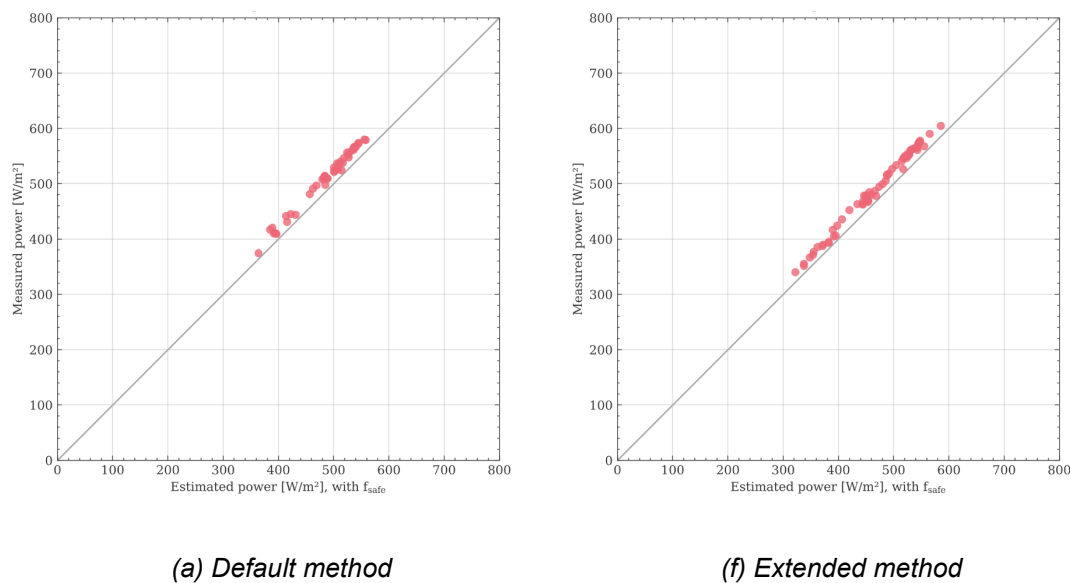 800
700
600
500
400
300
200
100
0
Measured power [W/m²]
0 100 200 300 400 500 600 700 800
Estimated power [W/m²], with fsafe
(a) Default method
800
700
600
500
400
300
200
100
0
Measured power [W/m²]
0 100 200 300 400 500 600 700 800
Estimated power [W/m²], with fsafe
(f) Extended method